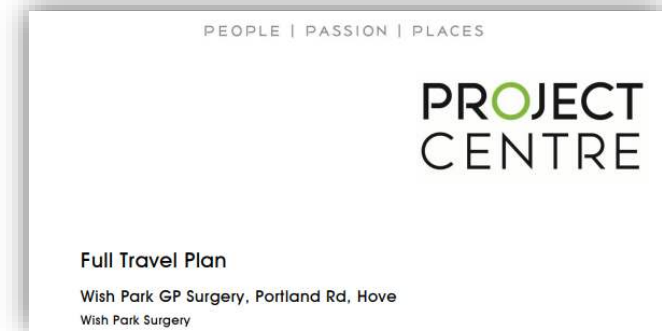 PEOPLE | PASSION | PLACES
PROJECT
CENTRE
Full Travel Plan
Wish Park GP Surgery, Portland Rd, Hove
Wish Park Surgery